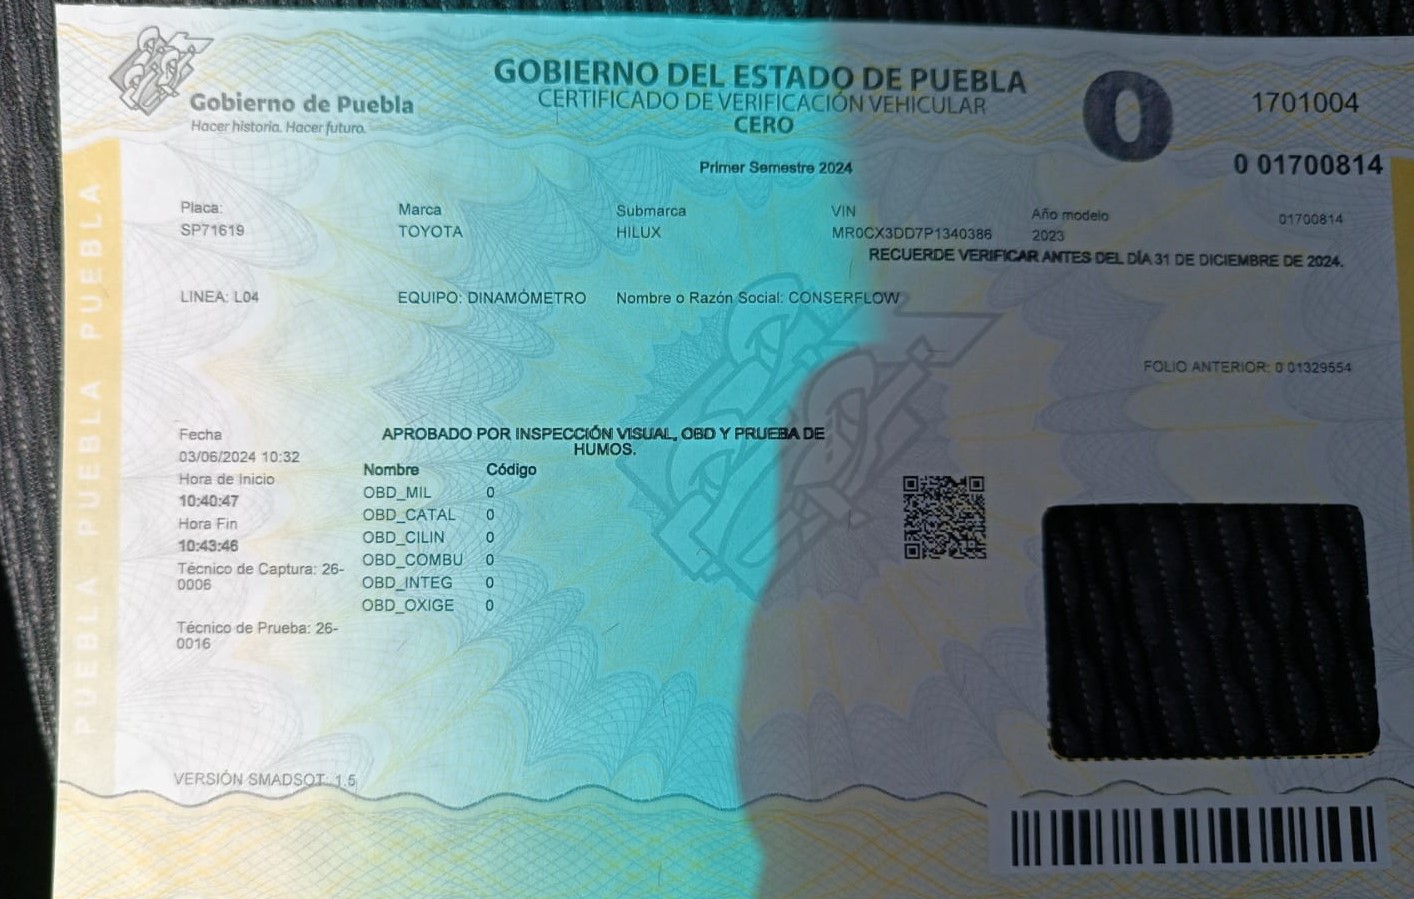 Gobierno de Puebla
Hacer historia. Hacer futuro.
GOBIERNO DEL ESTADO DE PUEBLA
CERTIFICADO DE VERIFICACIÓN VEHICULAR
CERO
0
1701004
0 01700814
Primer Semestre 2024
Placa:
SP71619
Marca
TOYOTA
Submarca
HILUX
VIN
MR0CX3DD7P1340386
Año modelo
2023
01700814
RECUERDE VERIFICAR ANTES DEL DÍA 31 DE DICIEMBRE DE 2024.
LINEA: L04
EQUIPO: DINAMÓMETRO
Nombre o Razón Social: CONSERFLOW
FOLIO ANTERIOR: 0 01329554
Fecha
03/06/2024 10:32
Hora de Inicio
10:40:47
Hora Fin
10:43:46
Técnico de Captura: 26-
0006
Técnico de Prueba: 26-
0016
APROBADO POR INSPECCIÓN VISUAL, OBD Y PRUEBA DE
HUMOS.
Nombre Código
OBD_MIL 0
OBD_CATAL 0
OBD_CILIN 0
OBD_COMBU 0
OBD_INTEG 0
OBD_OXIGE 0
VERSIÓN SMADSOT: 1.5
PUEBLA PUEBLA PUEBLA